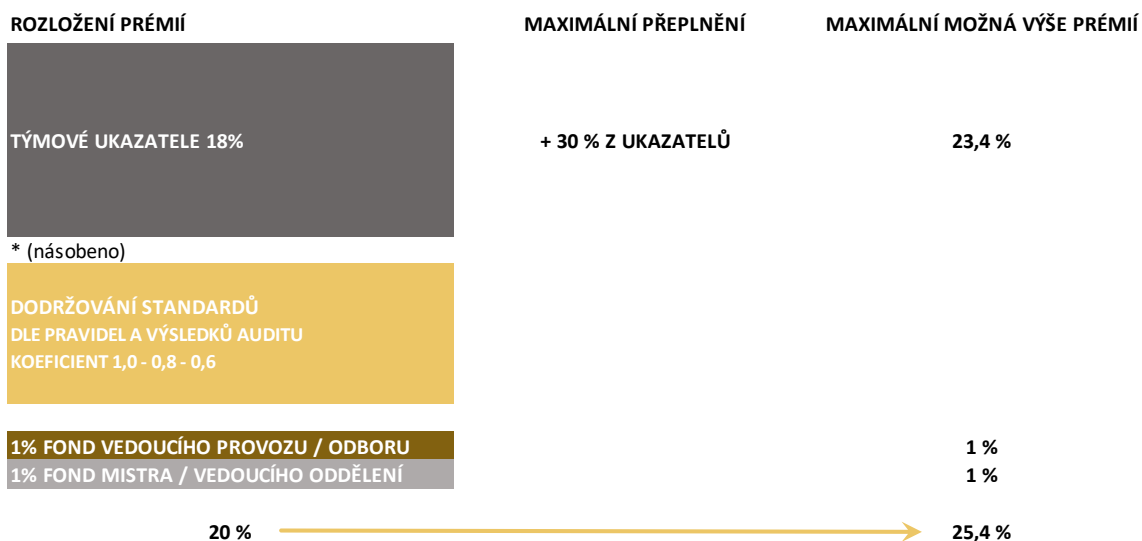 ROZLOŽENÍ PRÉMIÍ MAXIMÁLNÍ PŘEPLNĚNÍ MAXIMÁLNÍ MOŽNÁ VÝŠE PRÉMIÍ
TÝMOVÉ UKAZATELE 18% + 30 % Z UKAZATELŮ 23,4 %
* (násobeno)
DODRŽOVÁNÍ STANDARDŮ
DLE PRAVIDEL A VÝSLEDKŮ AUDITU
KOEFICIENT 1,0 - 0,8 - 0,6
1% FOND VEDOUCÍHO PROVOZU / ODBORU 1 %
1% FOND MISTRA / VEDOUCÍHO ODDĚLENÍ 1 %
20 % 25,4 %